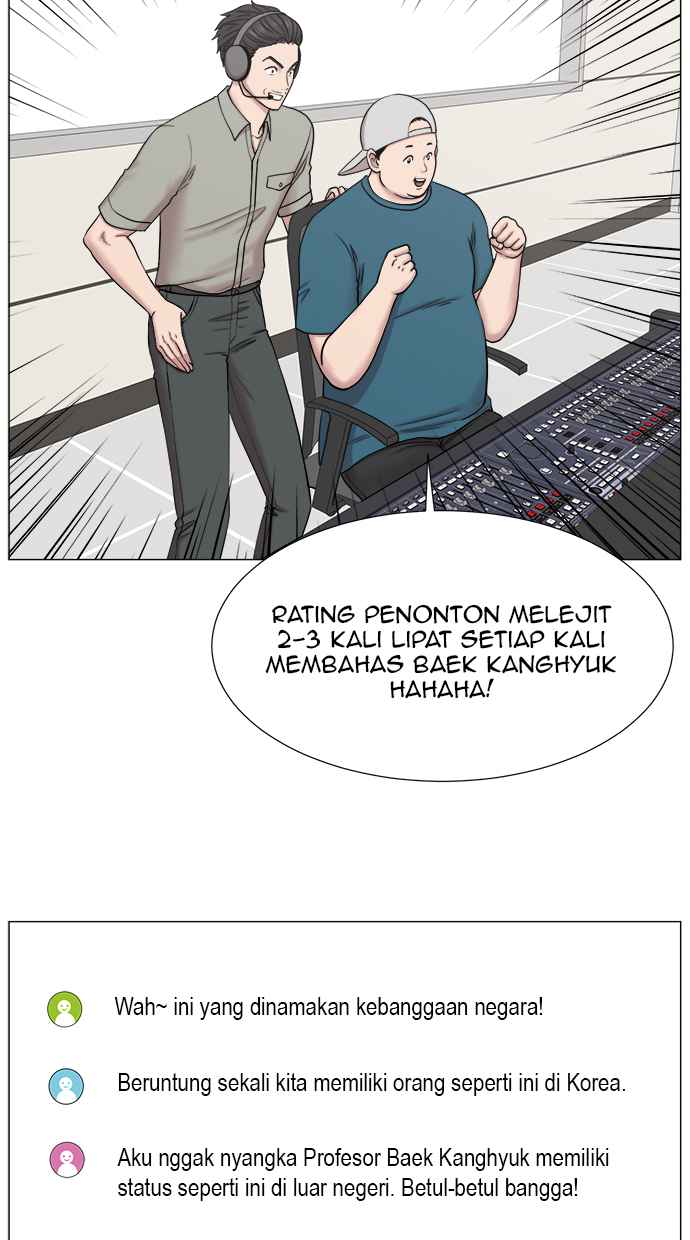 RATING PENONTON MELEJIT
2-3 KALI LIPAT SETIAP KALI
MEMBAHAS BAEK KANGHYUK
HAHAHA!
Wah~ ini yang dinamakan kebanggaan negara!
Beruntung sekali kita memiliki orang seperti ini di Korea.
Aku nggak nyangka Profesor Baek Kanghyuk memiliki
status seperti ini di luar negeri. Betul-betul bangga!